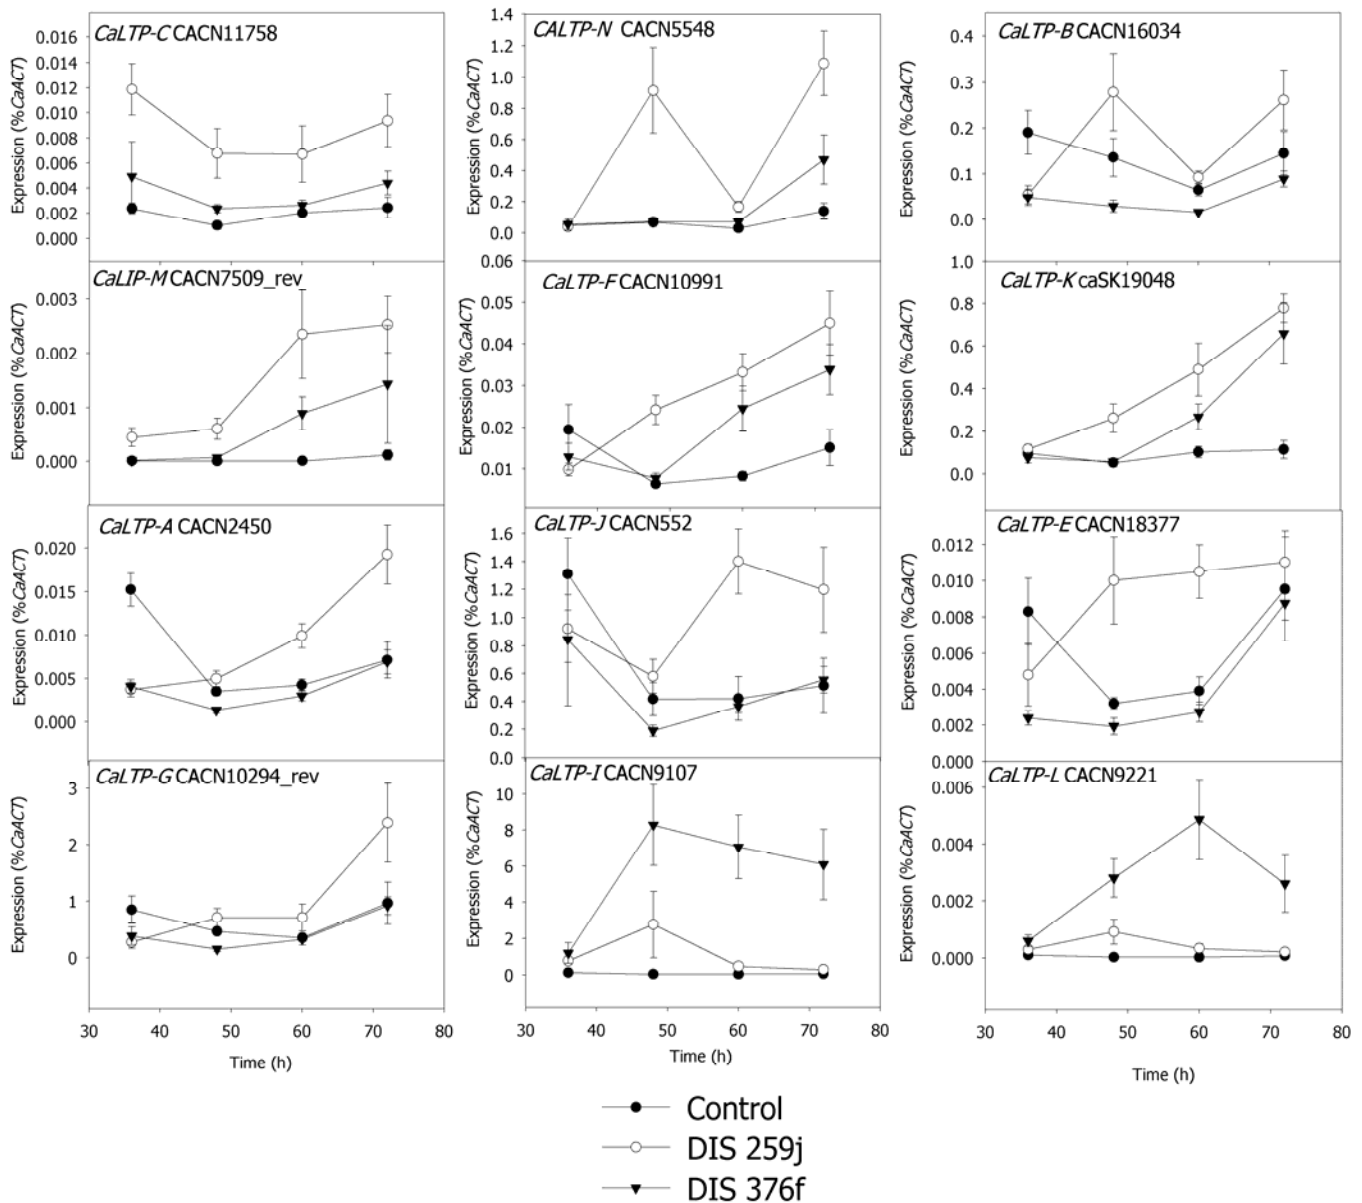 CaLTP-C CACN11758
0.016
0.014
0.012
0.010
0.008
0.006
0.004
0.002
0.000
Expression (%CaACT)
CALTP-N CACN5548
1.4
1.2
1.0
0.8
0.6
0.4
0.2
0.0
Expression (%CaACT)
CaLTP-B CACN16034
0.4
0.3
0.2
0.1
0.0
Expression (%CaACT)
CaLIP-M CACN7509_rev
0.003
0.002
0.001
0.000
Expression (%CaACT)
CaLTP-F CACN10991
0.06
0.05
0.04
0.03
0.02
0.01
Expression (%CaACT)
CaLTP-K caSK19048
1.0
0.8
0.6
0.4
0.2
0.0
Expression (%CaACT)
CaLTP-A CACN2450
0.020
0.015
0.010
0.005
0.000
Expression (%CaACT)
CaLTP-J CACN552
1.6
1.4
1.2
1.0
0.8
0.6
0.4
0.2
0.0
Expression (%CaACT)
CaLTP-E CACN18377
0.012
0.010
0.008
0.006
0.004
0.002
0.000
Expression (%CaACT)
CaLTP-G CACN10294_rev
3
2
1
0
Expression (%CaACT)
30 40 50 60 70 80
Time (h)
CaLTP-I CACN9107
10
8
6
4
2
0
Expression (%CaACT)
30 40 50 60 70 80
Time (h)
CaLTP-L CACN9221
0.006
0.004
0.002
0.000
Expression (%CaACT)
30 40 50 60 70 80
Time (h)
Control
DIS 259j
DIS 376f